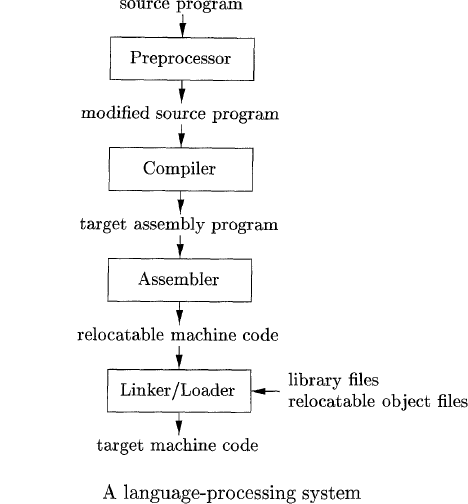 source program
Preprocessor
modified source program
Compiler
target assembly program
Assembler
relocatable machine code
Linker/Loader
library files
relocatable object files
target machine code
A language-processing system